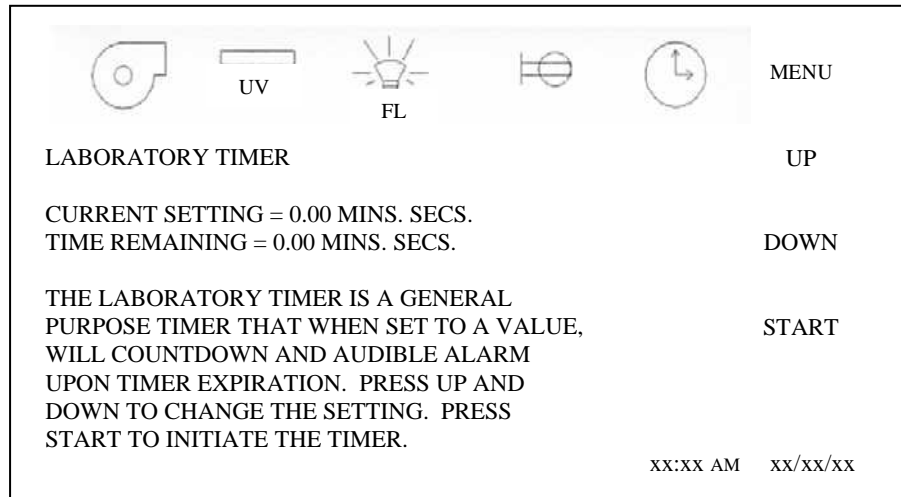 UV
FL
MENU
LABORATORY TIMER
UP
CURRENT SETTING = 0.00 MINS. SECS.
TIME REMAINING = 0.00 MINS. SECS.
DOWN
THE LABORATORY TIMER IS A GENERAL
PURPOSE TIMER THAT WHEN SET TO A VALUE,
WILL COUNTDOWN AND AUDIBLE ALARM
UPON TIMER EXPIRATION. PRESS UP AND
DOWN TO CHANGE THE SETTING. PRESS
START TO INITIATE THE TIMER.
START
xx:xx AM xx/xx/xx